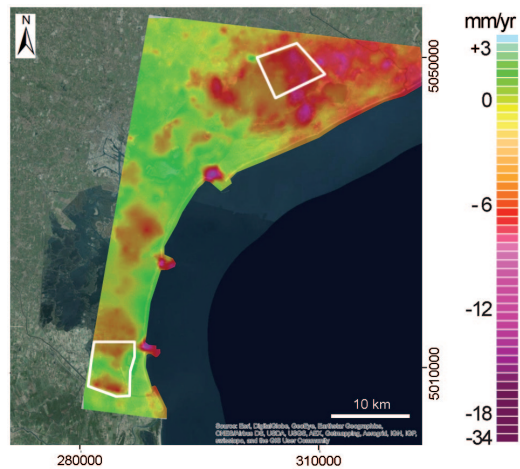 N
mm/yr
+3
0
-6
-12
-18
-34
5050000
5010000
10 km
Source: Esri, DigitalGlobe, GeoEye, Earthstar Geographics,
CNES/Airbus DS, USDA, USGS, AEX, Getmapping, Aerogrid, IGN, IGP,
swisstopo, and the GIS User Community
280000
310000